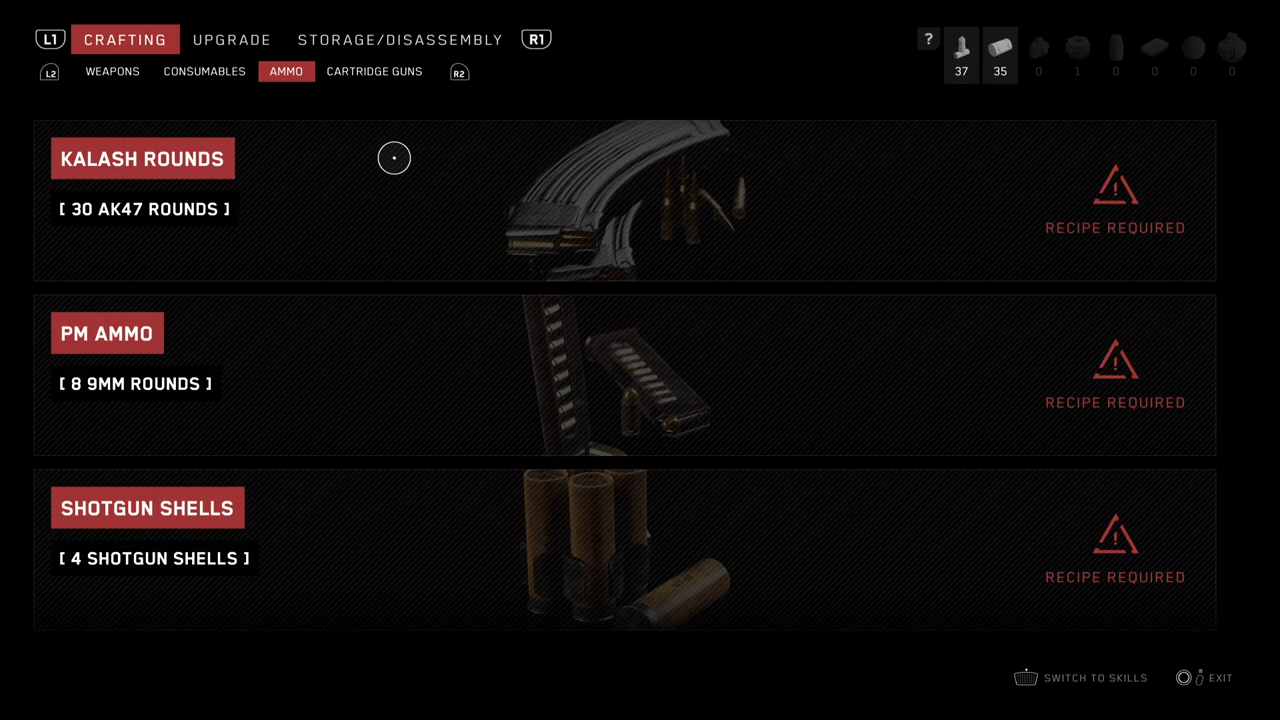 L1 CRAFTING UPGRADE STORAGE/DISASSEMBLY R1
L2 WEAPONS CONSUMABLES AMMO CARTRIDGE GUNS R2
?
37 35 0 1 0 0 0 0
KALASH ROUNDS
[ 30 AK47 ROUNDS ]
RECIPE REQUIRED
PM AMMO
[ 8 9MM ROUNDS ]
RECIPE REQUIRED
SHOTGUN SHELLS
[ 4 SHOTGUN SHELLS ]
RECIPE REQUIRED
SWITCH TO SKILLS EXIT